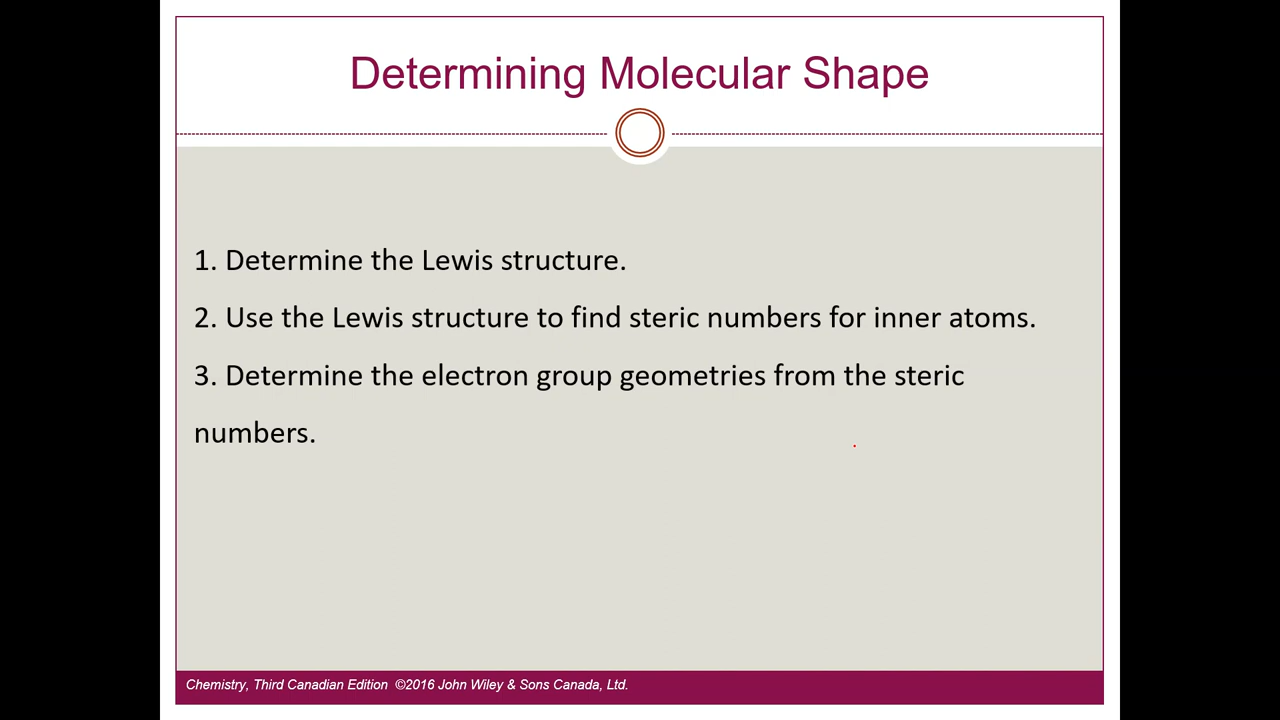 Determining Molecular Shape
1. Determine the Lewis structure.
2. Use the Lewis structure to find steric numbers for inner atoms.
3. Determine the electron group geometries from the steric
numbers.
Chemistry, Third Canadian Edition ©2016 John Wiley & Sons Canada, Ltd.